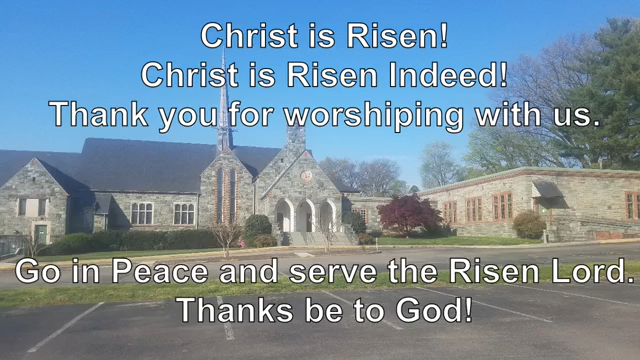 Christ is Risen!
Christ is Risen Indeed!
Thank you for worshiping with us.
Go in Peace and serve the Risen Lord.
Thanks be to God!